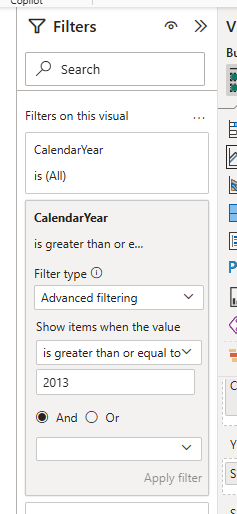 Copilot
Filters
Search
Filters on this visual
...
CalendarYear
is (All)
CalendarYear
is greater than or e...
Filter type
Advanced filtering
Show items when the value
is greater than or equal to
2013
And Or
Apply filter
V
Bu
P
Y
S